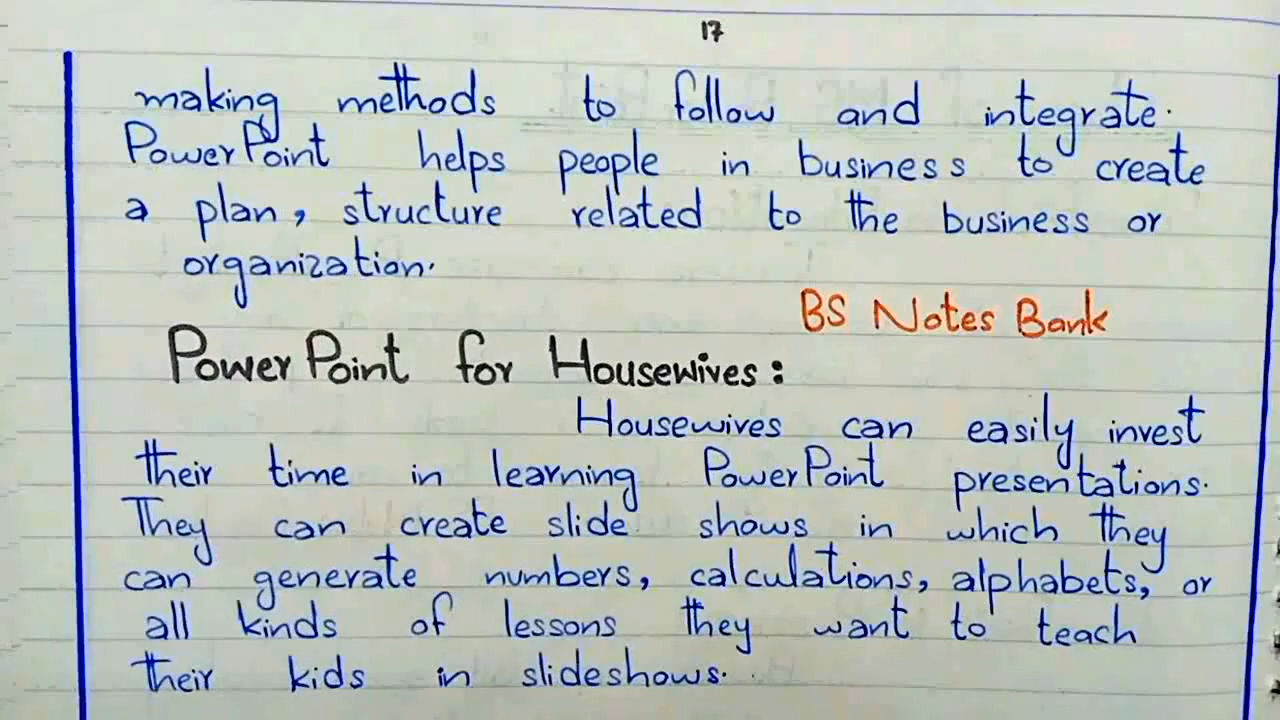 17
making methods to follow and integrate.
PowerPoint helps people in business to create
a plan, structure related to the business or
organization.
BS Notes Bank
PowerPoint for Housewives:
Housewives can easily invest
their time in learning PowerPoint presentations.
They can create slide shows in which they
can generate numbers, calculations, alphabets, or
all kinds of lessons they want to teach
their kids in slideshows.